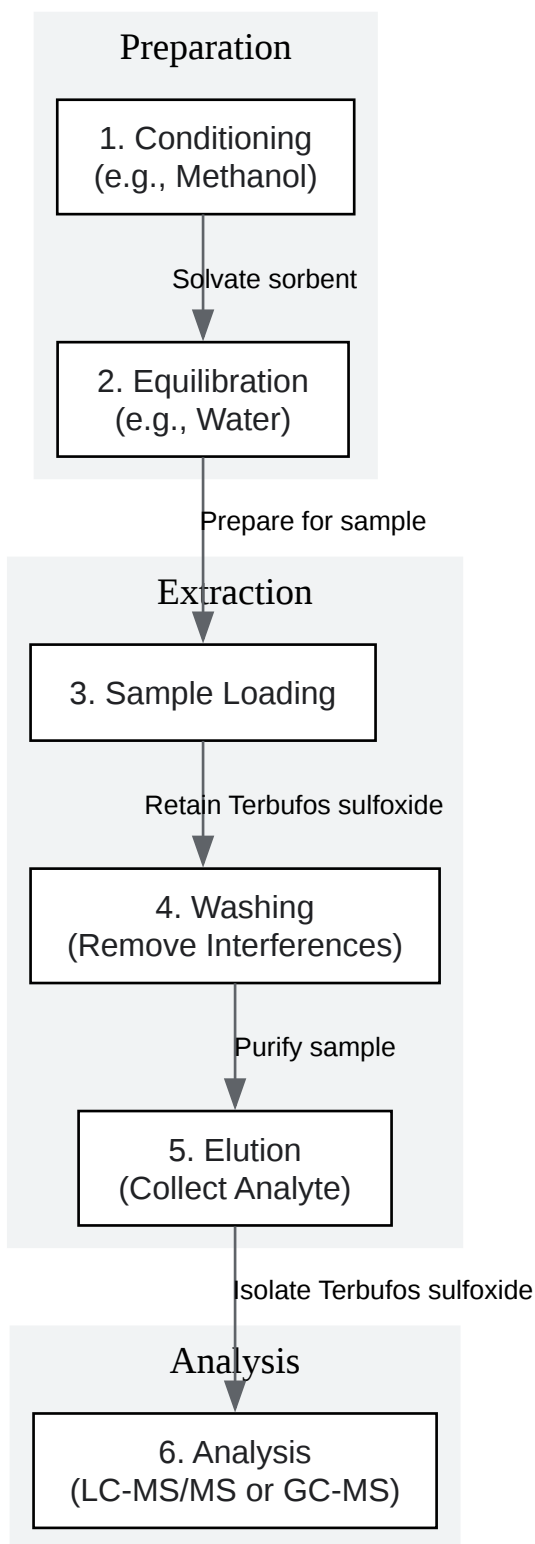 Preparation
1. Conditioning
(e.g., Methanol)
Solvate sorbent
2. Equilibration
(e.g., Water)
Prepare for sample
Extraction
3. Sample Loading
Retain Terbufos sulfoxide
4. Washing
(Remove Interferences)
Purify sample
5. Elution
(Collect Analyte)
Isolate Terbufos sulfoxide
Analysis
6. Analysis
(LC-MS/MS or GC-MS)